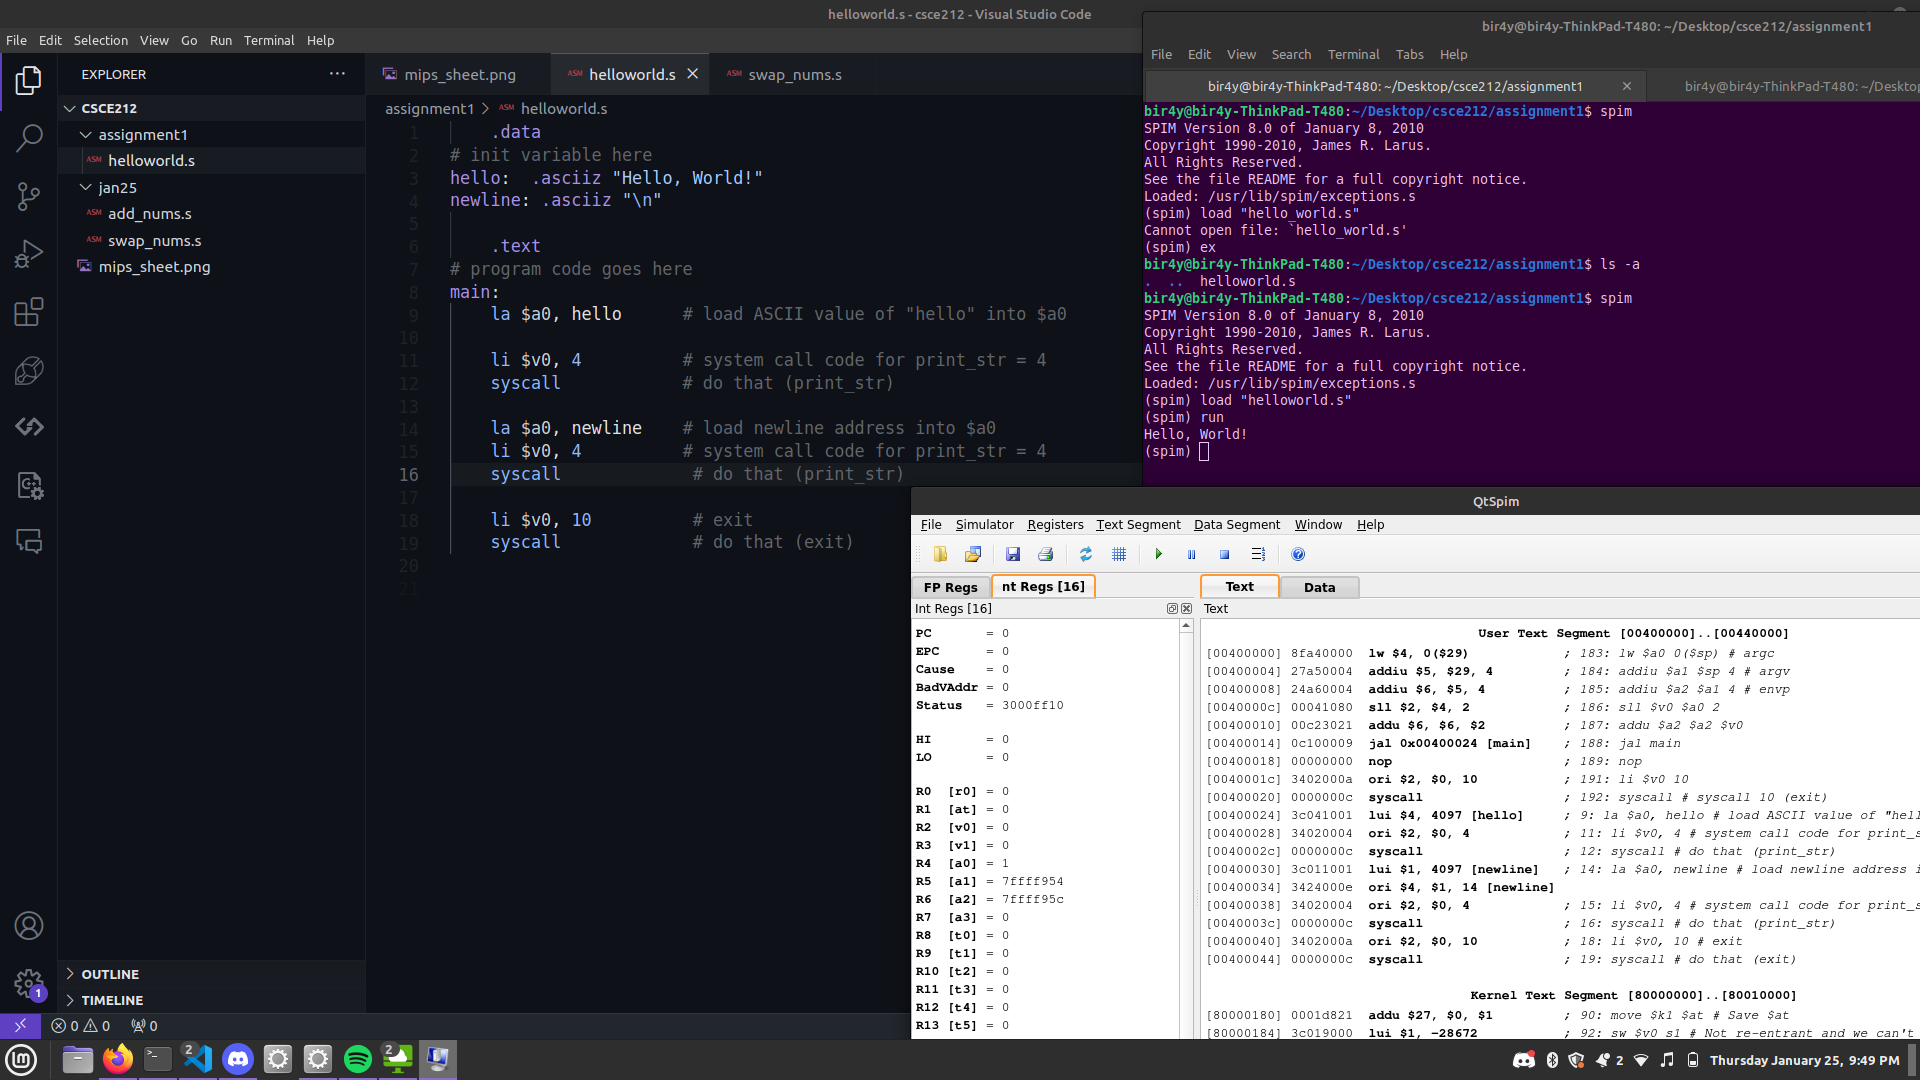 helloworld.s - csce212 - Visual Studio Code
File Edit Selection View Go Run Terminal Help
EXPLORER
CSCE212
assignment1
ASM helloworld.s
jan25
ASM add_nums.s
ASM swap_nums.s
mips_sheet.png
OUTLINE
TIMELINE
1
0 0 0
mips_sheet.png ASM helloworld.s ASM swap_nums.s
assignment1 ASM helloworld.s
1 .data
2 # init variable here
3 hello: .asciiz "Hello, World!"
4 newline: .asciiz "\n"
5
6 .text
7 # program code goes here
8 main:
9 la $a0, hello # load ASCII value of "hello" into $a0
10
11 li $v0, 4 # system call code for print_str = 4
12 syscall # do that (print_str)
13
14 la $a0, newline # load newline address into $a0
15 li $v0, 4 # system call code for print_str = 4
16 syscall # do that (print_str)
17
18 li $v0, 10 # exit
19 syscall # do that (exit)
20
21
bir4y@bir4y-ThinkPad-T480: ~/Desktop/csce212/assignment1
File Edit View Search Terminal Tabs Help
bir4y@bir4y-ThinkPad-T480: ~/Desktop/csce212/assignment1 bir4y@bir4y-ThinkPad-T480: ~/Deskto
bir4y@bir4y-ThinkPad-T480:~/Desktop/csce212/assignment1$ spim
SPIM Version 8.0 of January 8, 2010
Copyright 1990-2010, James R. Larus.
All Rights Reserved.
See the file README for a full copyright notice.
Loaded: /usr/lib/spim/exceptions.s
(spim) load "hello_world.s"
Cannot open file: `hello_world.s'
(spim) ex
bir4y@bir4y-ThinkPad-T480:~/Desktop/csce212/assignment1$ ls -a
. .. helloworld.s
bir4y@bir4y-ThinkPad-T480:~/Desktop/csce212/assignment1$ spim
SPIM Version 8.0 of January 8, 2010
Copyright 1990-2010, James R. Larus.
All Rights Reserved.
See the file README for a full copyright notice.
Loaded: /usr/lib/spim/exceptions.s
(spim) load "helloworld.s"
(spim) run
Hello, World!
(spim)
QtSpim
File Simulator Registers Text Segment Data Segment Window Help
FP Regs nt Regs [16]
Int Regs [16]
PC = 0
EPC = 0
Cause = 0
BadVAddr = 0
Status = 3000ff10
HI = 0
LO = 0
R0 [r0] = 0
R1 [at] = 0
R2 [v0] = 0
R3 [v1] = 0
R4 [a0] = 1
R5 [a1] = 7ffff954
R6 [a2] = 7ffff95c
R7 [a3] = 0
R8 [t0] = 0
R9 [t1] = 0
R10 [t2] = 0
R11 [t3] = 0
R12 [t4] = 0
R13 [t5] = 0
Text Data
Text
User Text Segment [00400000]..[00440000]
[00400000] 8fa40000 lw $4, 0($29) ; 183: lw $a0 0($sp) # argc
[00400004] 27a50004 addiu $5, $29, 4 ; 184: addiu $a1 $sp 4 # argv
[00400008] 24a60004 addiu $6, $5, 4 ; 185: addiu $a2 $a1 4 # envp
[0040000c] 00041080 sll $2, $4, 2 ; 186: sll $v0 $a0 2
[00400010] 00c23021 addu $6, $6, $2 ; 187: addu $a2 $a2 $v0
[00400014] 0c100009 jal 0x00400024 [main] ; 188: jal main
[00400018] 00000000 nop ; 189: nop
[0040001c] 3402000a ori $2, $0, 10 ; 191: li $v0 10
[00400020] 0000000c syscall ; 192: syscall # syscall 10 (exit)
[00400024] 3c041001 lui $4, 4097 [hello] ; 9: la $a0, hello # load ASCII value of "hell
[00400028] 34020004 ori $2, $0, 4 ; 11: li $v0, 4 # system call code for print_s
[0040002c] 0000000c syscall ; 12: syscall # do that (print_str)
[00400030] 3c011001 lui $1, 4097 [newline] ; 14: la $a0, newline # load newline address i
[00400034] 3424000e ori $4, $1, 14 [newline]
[00400038] 34020004 ori $2, $0, 4 ; 15: li $v0, 4 # system call code for print_s
[0040003c] 0000000c syscall ; 16: syscall # do that (print_str)
[00400040] 3402000a ori $2, $0, 10 ; 18: li $v0, 10 # exit
[00400044] 0000000c syscall ; 19: syscall # do that (exit)
Kernel Text Segment [80000000]..[80010000]
[80000180] 0001d821 addu $27, $0, $1 ; 90: move $k1 $at # Save $at
[80000184] 3c019000 lui $1, -28672 ; 92: sw $v0 s1 # Not re-entrant and we can't
2 2 2 Thursday January 25, 9:49 PM